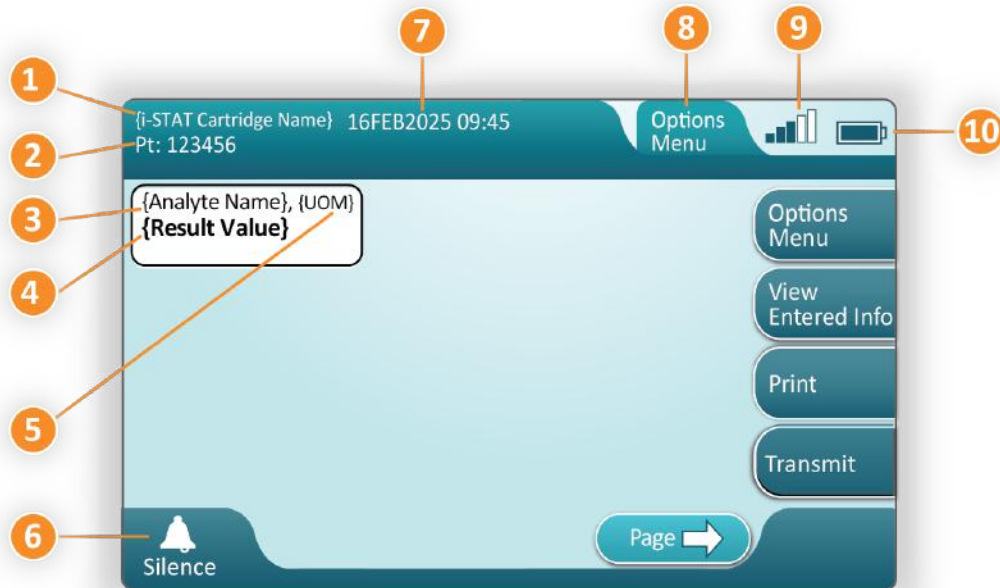 7
8
9
1
{i-STAT Cartridge Name} 16FEB2025 09:45
Options
Menu
10
2
Pt: 123456
3
{Analyte Name}, {UOM}
{Result Value}
4
5
6
Silence
Options
Menu
View
Entered Info
Print
Transmit
Page